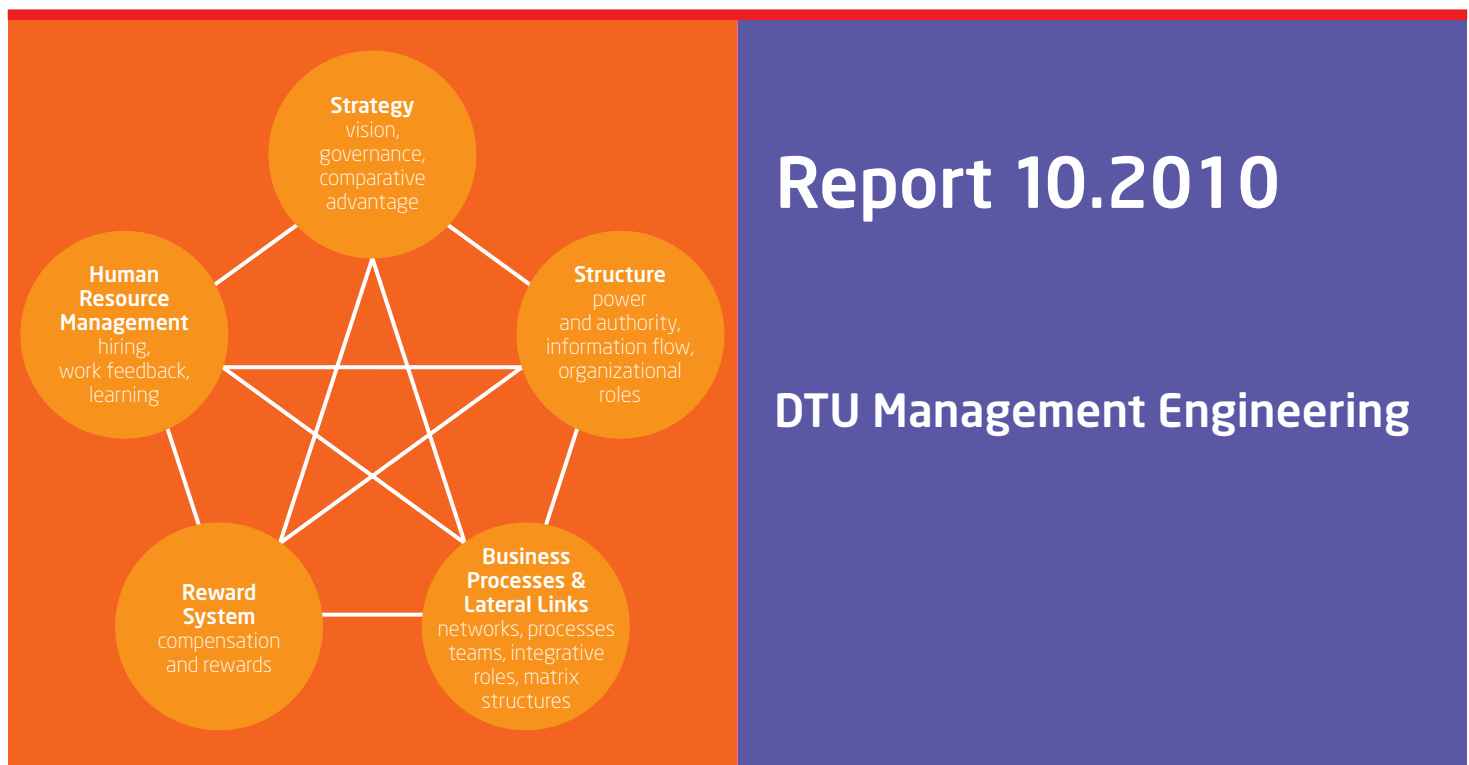 Strategy
vision,
governance,
comparative
advantage
Human
Resource
Management
hiring,
work feedback,
learning
Structure
power
and authority,
information flow,
organizational
roles
Reward
System
compensation
and rewards
Business
Processes &
Lateral Links
networks, processes
teams, integrative
roles, matrix
structures
Report 10.2010
DTU Management Engineering